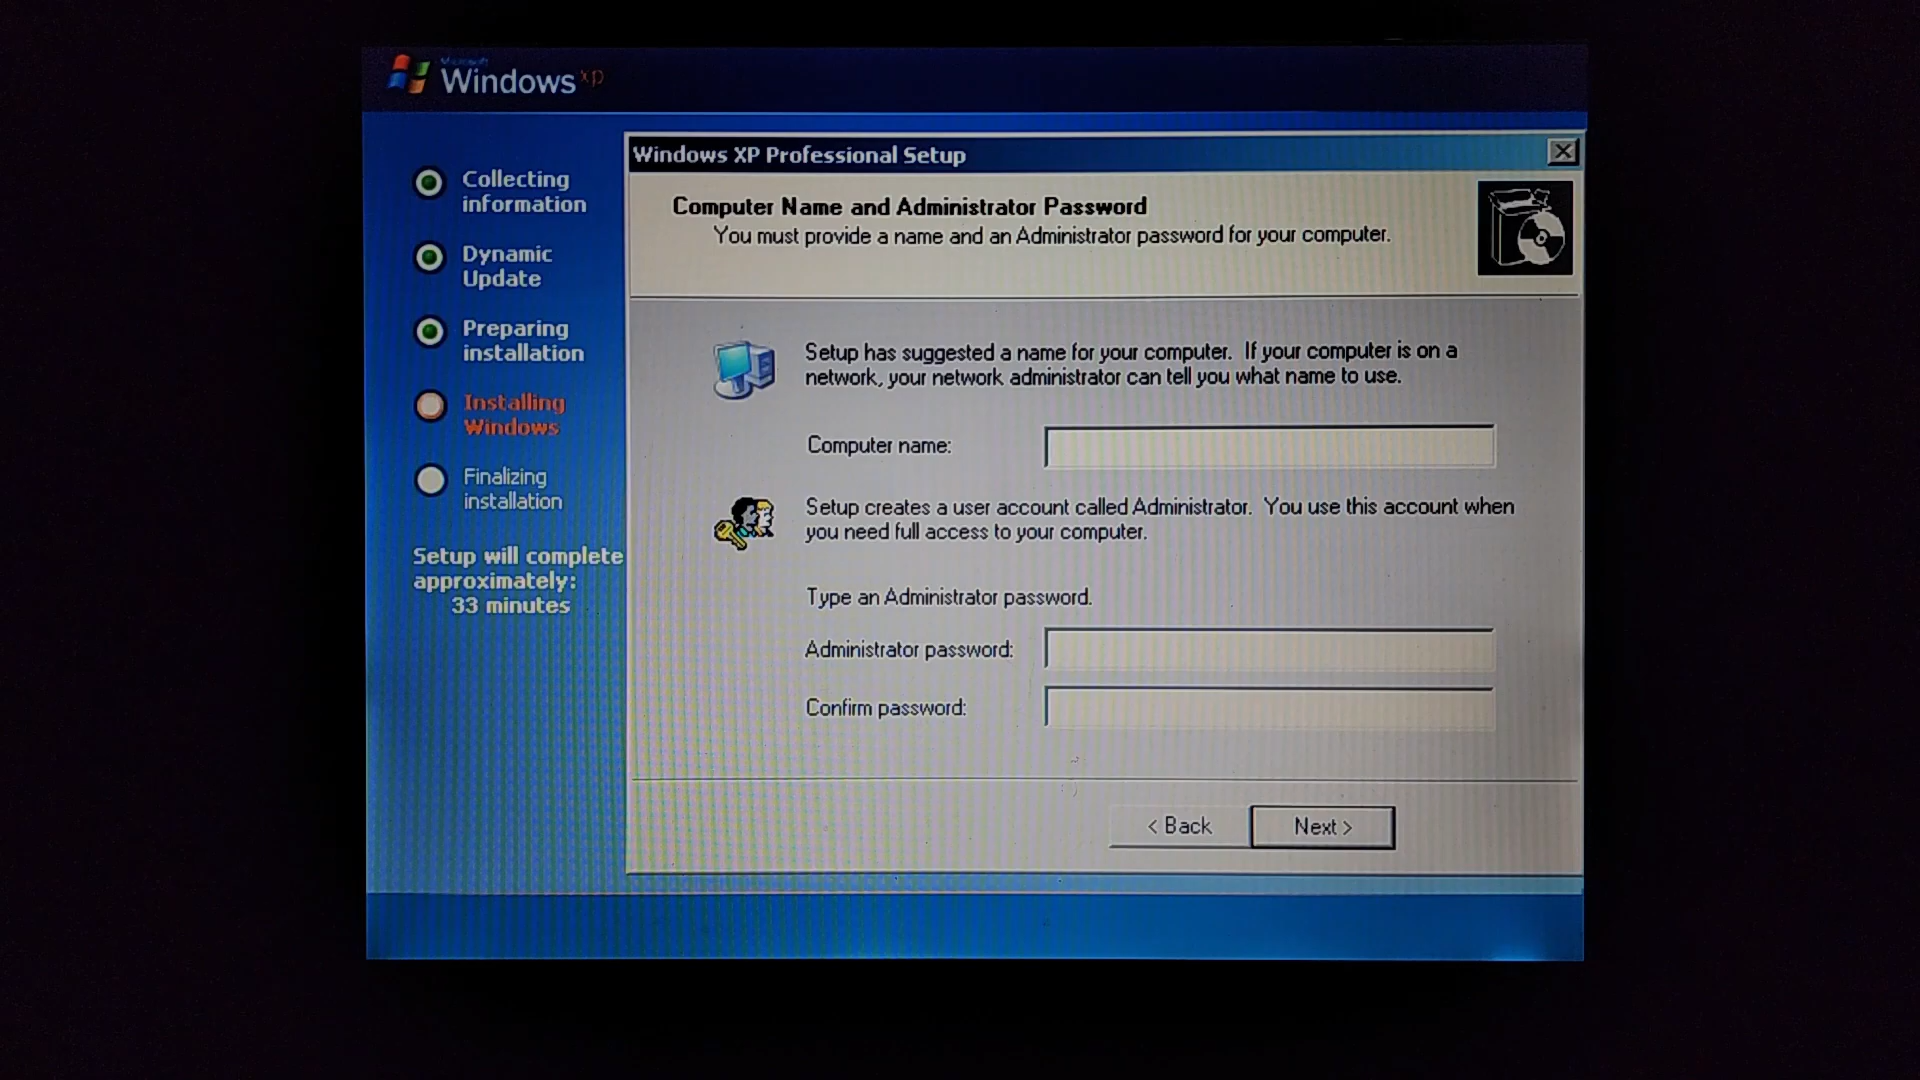 Microsoft
Windows xp
Windows XP Professional Setup
Collecting
information
Dynamic
Update
Preparing
installation
Installing
Windows
Finalizing
installation
Setup will complete
approximately:
33 minutes
Computer Name and Administrator Password
You must provide a name and an Administrator password for your computer.
Setup has suggested a name for your computer. If your computer is on a
network, your network administrator can tell you what name to use.
Computer name:
Setup creates a user account called Administrator. You use this account when
you need full access to your computer.
Type an Administrator password.
Administrator password:
Confirm password:
< Back
Next >